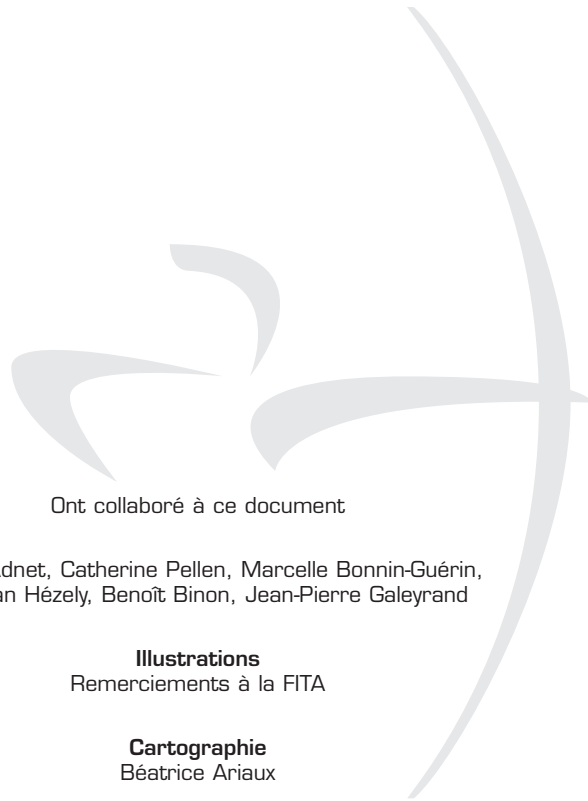 Ont collaboré à ce document
Catherine Pellen, Marcelle Bonnin-Guérin,
Hézely, Benoît Binon, Jean-Pierre Galeyrand
Illustrations
Remerciements à la FITA
Cartographie
Béatrice Ariaux